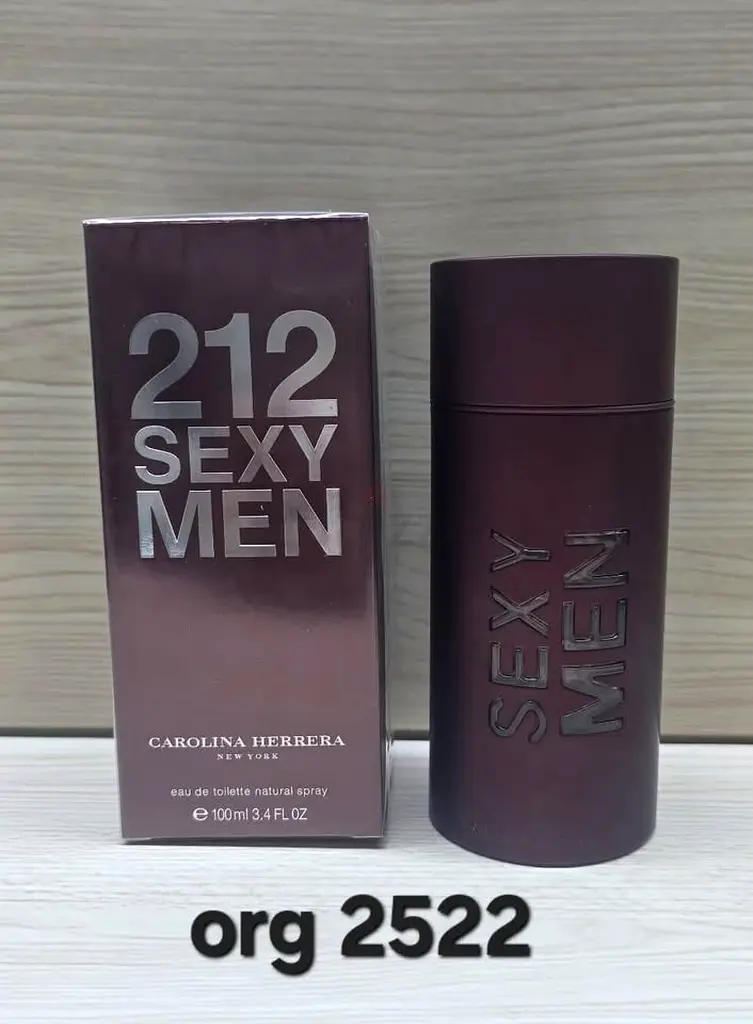 212
SEXY
MEN
CAROLINA HERRERA
NEW YORK
eau de toilette natural spray
e 100ml 3.4 FL OZ
SEXY
MEN
org 2522